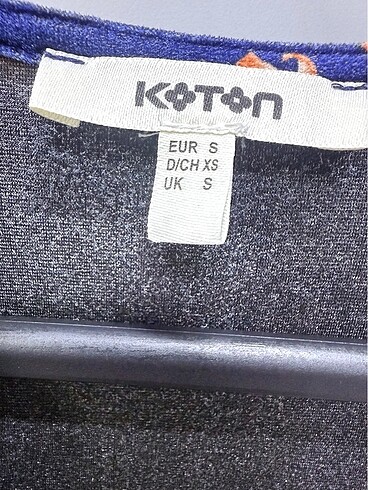 KOTON
EUR S
D/CH XS
UK S